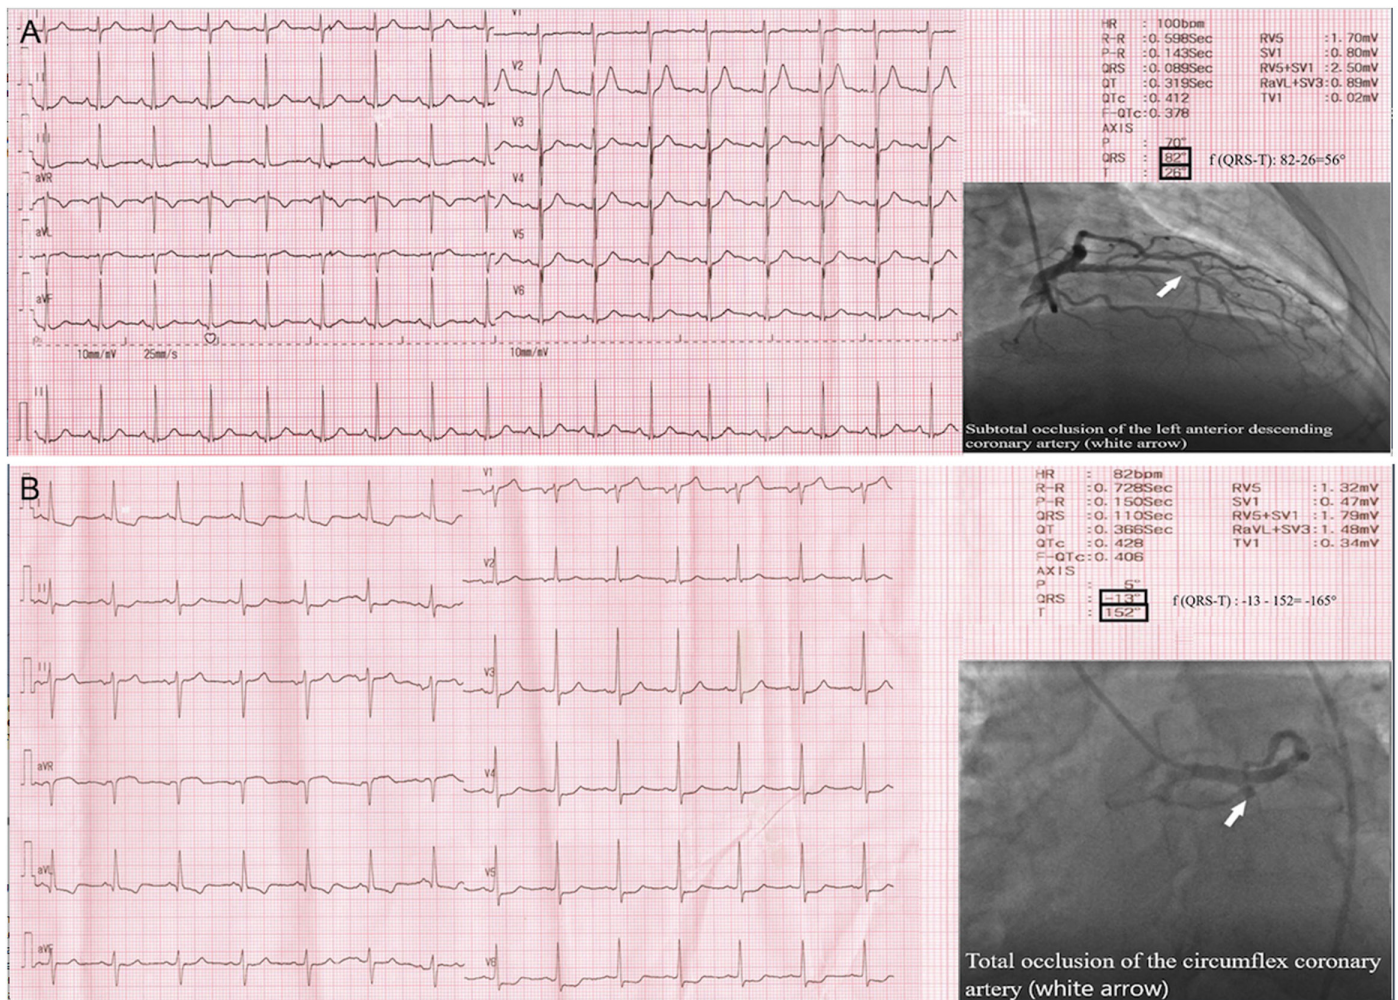 A
I
II
III
aVR
aVL
aVF
V1
V2
V3
V4
V5
V6
10mm/mV 25mm/s
10mm/mV
II
HR : 100bpm
R-R : 0.598Sec RV5 : 1.70mV
P-R : 0.143Sec SV1 : 0.80mV
QRS : 0.089Sec RV5+SV1 : 2.50mV
QT : 0.319Sec RaVL+SV3 : 0.89mV
QTc : 0.412 TV1 : 0.02mV
F-QTc : 0.378
AXIS
P : 70°
QRS : 82° f (QRS-T): 82-26=56°
T : 26°
Subtotal occlusion of the left anterior descending
coronary artery (white arrow)
B
II
III
aVR
aVL
aVF
V1
V2
V3
V4
V5
V6
HR : 82bpm
R-R : 0.728Sec RV5 : 1.32mV
P-R : 0.150Sec SV1 : 0.47mV
QRS : 0.110Sec RV5+SV1 : 1.79mV
QT : 0.366Sec RaVL+SV3 : 1.48mV
QTc : 0.428 TV1 : 0.34mV
F-QTc : 0.406
AXIS
P : 5°
QRS : -13° f (QRS-T) : -13 - 152= -165°
T : 152°
Total occlusion of the circumflex coronary
artery (white arrow)